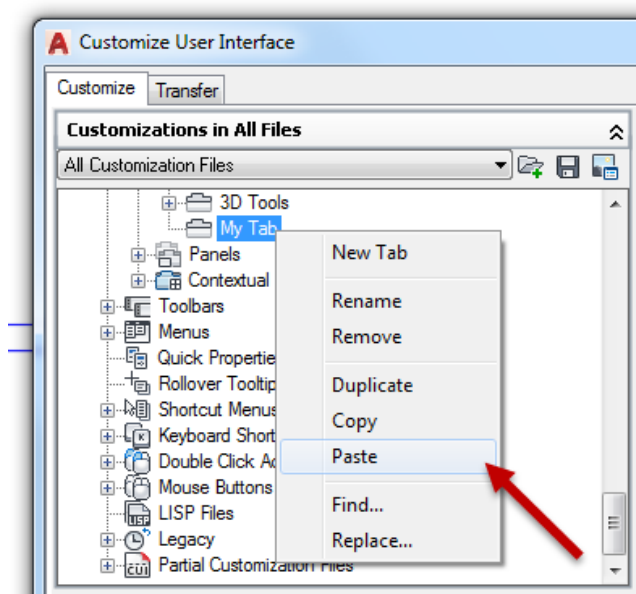 Customize User Interface
Customize Transfer
Customizations in All Files
All Customization Files
3D Tools
My Tab
Panels
Contextual
Toolbars
Menus
Quick Propertie
Rollover Tooltip
Shortcut Menus
Keyboard Short
Double Click Ac
Mouse Buttons
LISP Files
Legacy
Partial Customization Files
New Tab
Rename
Remove
Duplicate
Copy
Paste
Find...
Replace...